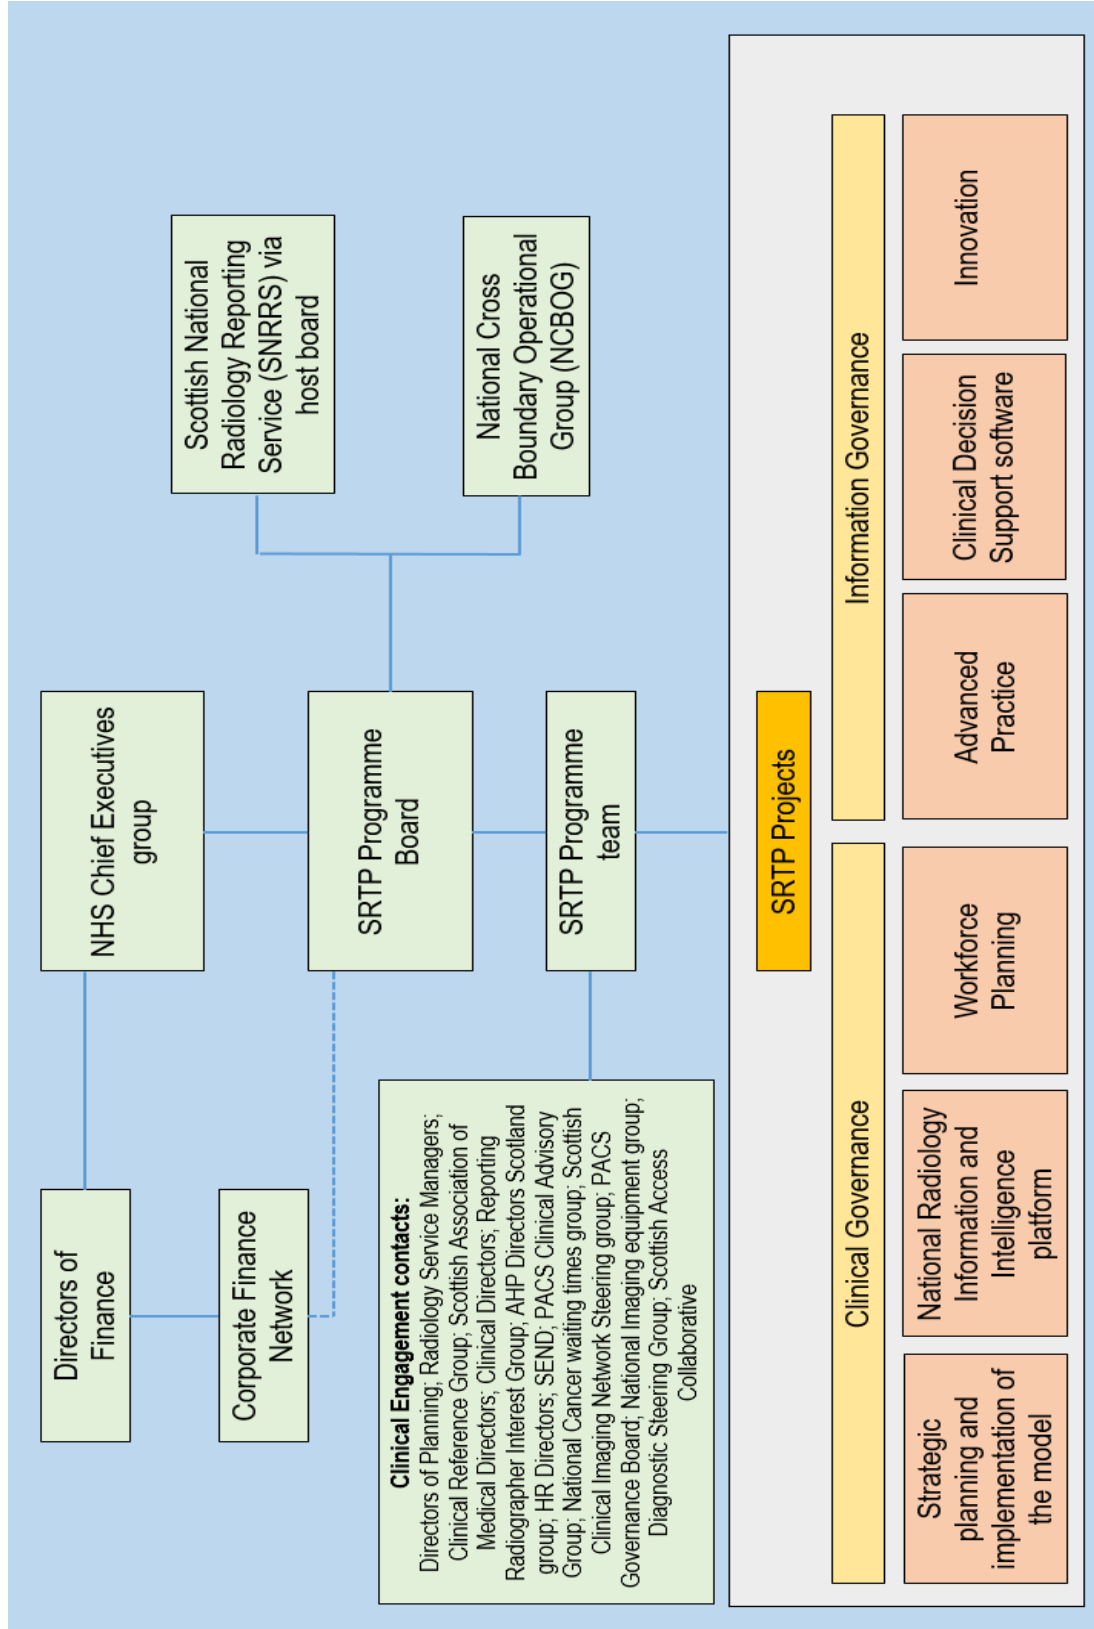 Directors of
Finance
NHS Chief Executives
group
Corporate Finance
Network
Scottish National
Radiology Reporting
Service (SNRRS) via
host board
SRTP Programme
Board
National Cross
Boundary Operational
Group (NCBOG)
Clinical Engagement contacts:
Directors of Planning; Radiology Service Managers;
Clinical Reference Group; Scottish Association of
Medical Directors; Clinical Directors; Reporting
Radiographer Interest Group; AHP Directors Scotland
group; HR Directors; SEND; PACS Clinical Advisory
Group; National Cancer waiting times group; Scottish
Clinical Imaging Network Steering group; PACS
Governance Board; National Imaging equipment group;
Diagnostic Steering Group; Scottish Access
Collaborative
SRTP Programme
team
SRTP Projects
Clinical Governance
Information Governance
Strategic
planning and
implementation of
the model
National Radiology
Information and
Intelligence
platform
Workforce
Planning
Advanced
Practice
Clinical Decision
Support software
Innovation